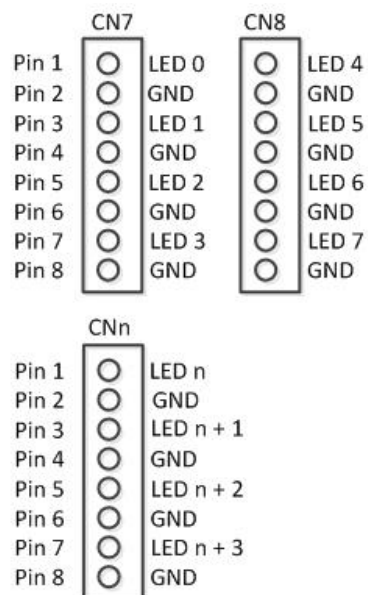 CN7 CN8
Pin 1 LED 0 LED 4
Pin 2 GND GND
Pin 3 LED 1 LED 5
Pin 4 GND GND
Pin 5 LED 2 LED 6
Pin 6 GND GND
Pin 7 LED 3 LED 7
Pin 8 GND GND
CNn
Pin 1 LED n
Pin 2 GND
Pin 3 LED n + 1
Pin 4 GND
Pin 5 LED n + 2
Pin 6 GND
Pin 7 LED n + 3
Pin 8 GND